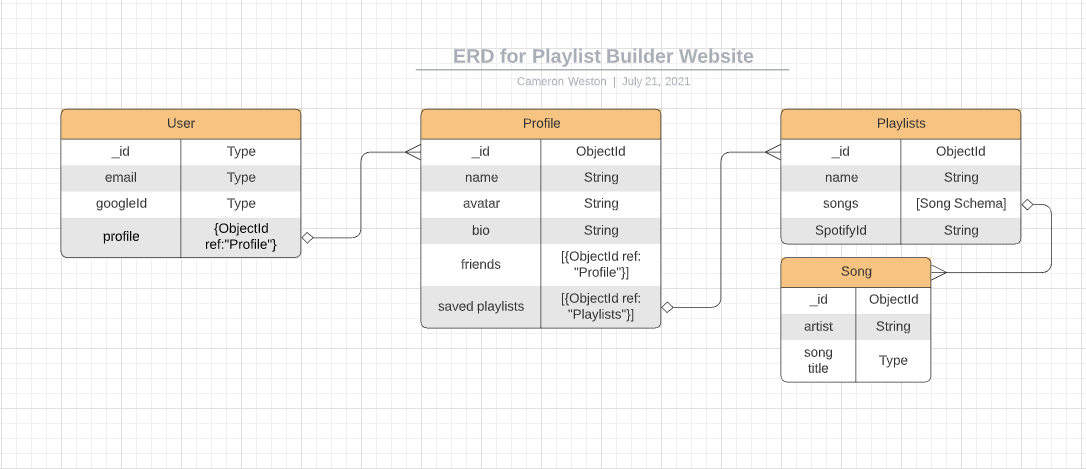 ERD for Playlist Builder Website
Cameron Weston | July 21, 2021
User
_id Type
email Type
googleId Type
profile {ObjectId
ref:"Profile"}
Profile
_id ObjectId
name String
avatar String
bio String
friends [{ObjectId ref:
"Profile"}]
saved playlists [{ObjectId ref:
"Playlists"}]
Playlists
_id ObjectId
name String
songs [Song Schema]
SpotifyId String
Song
_id ObjectId
artist String
song
title Type